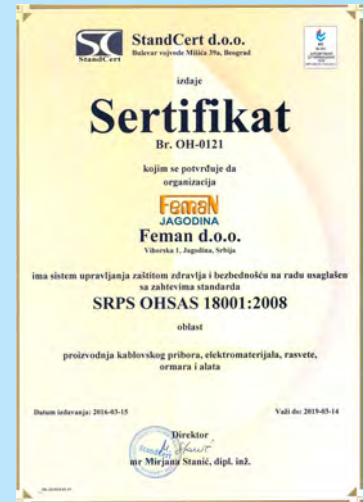 SC
StandCert
StandCert d.o.o.
Bulevar vojvode Mišića 39a, Beograd
izdaje
Sertifikat
Br. OH-0121
kojim se potvrđuje da
organizacija
FemaN
JAGODINA
Feman d.o.o.
Viborska 1, Jagodina, Srbija
ima sistem upravljanja zaštitom zdravlja i bezbednošću na radu usaglašen
sa zahtevima standarda
SRPS OHSAS 18001:2008
oblast
proizvodnja kablovskog pribora, elektromaterijala, rasvete,
ormara i alata
Datum izdavanja: 2016-03-15
Važi do: 2019-03-14
Direktor
mr Mirjana Stanić, dipl. inž.